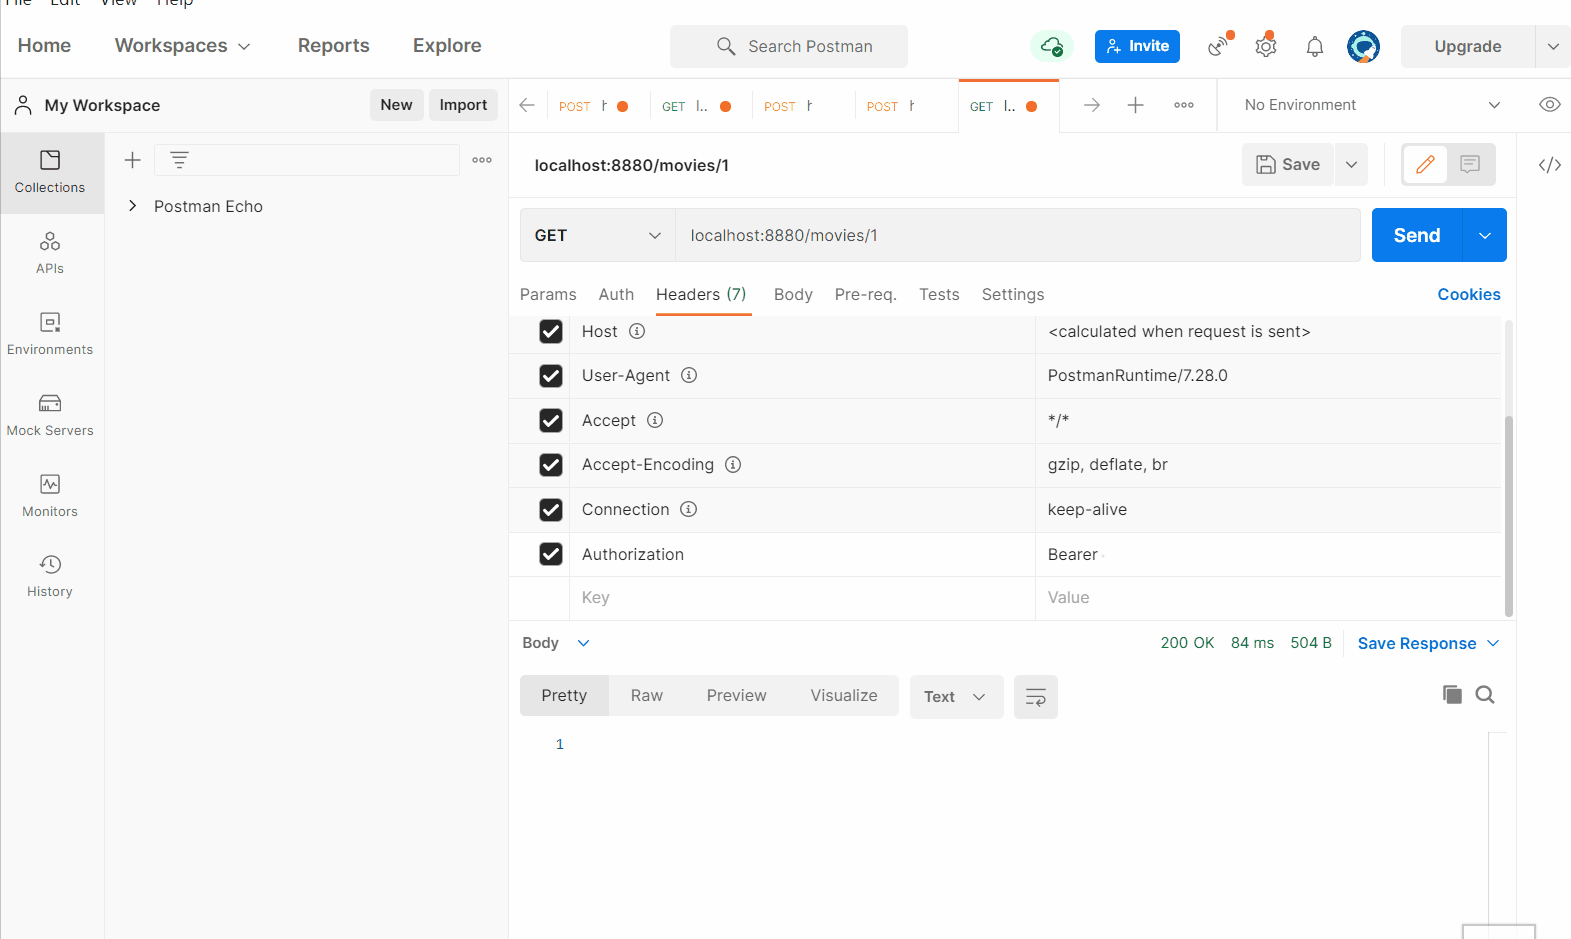 File Edit View Help
Home Workspaces Reports Explore Search Postman Invite Upgrade
My Workspace New Import POST GET l.. POST POST GET l.. No Environment
Collections
APIs
Environments
Mock Servers
Monitors
History
Postman Echo
localhost:8880/movies/1 Save
GET localhost:8880/movies/1 Send
Params Auth Headers (7) Body Pre-req. Tests Settings Cookies
Host <calculated when request is sent>
User-Agent PostmanRuntime/7.28.0
Accept */*
Accept-Encoding gzip, deflate, br
Connection keep-alive
Authorization Bearer
Key Value
Body 200 OK 84 ms 504 B Save Response
Pretty Raw Preview Visualize Text
1